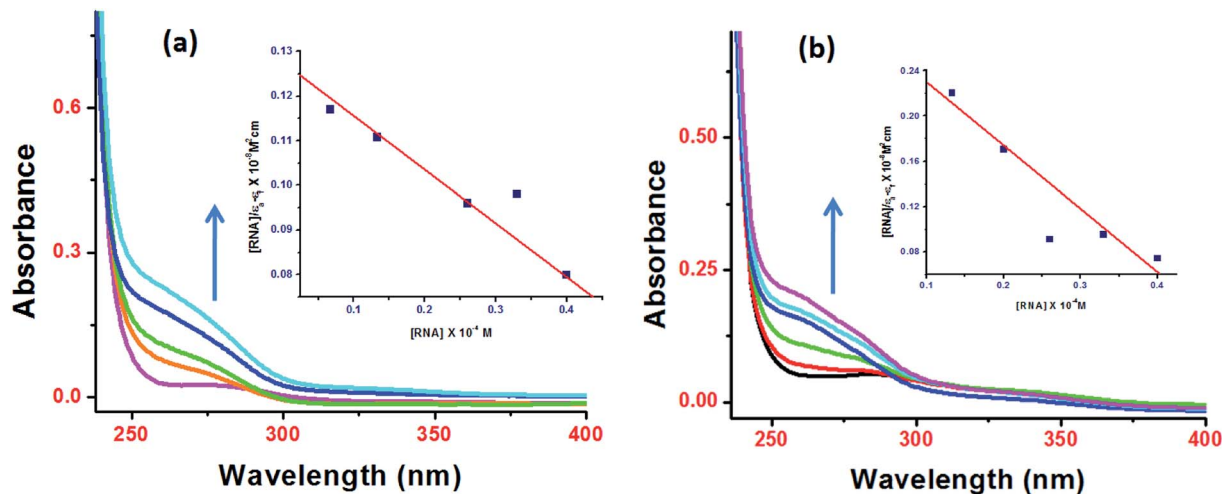 (a)
Absorbance
0.6
0.3
0.0
250 300 350 400
Wavelength (nm)
[RNA]/εa-εf X 10-8M2cm
0.13
0.12
0.11
0.10
0.09
0.08
0.1 0.2 0.3 0.4
[RNA] X 10-4 M
(b)
Absorbance
0.50
0.25
0.00
250 300 350 400
Wavelength (nm)
[RNA]/εa-εf X 10-8M2cm
0.24
0.20
0.16
0.12
0.08
0.1 0.2 0.3 0.4
[RNA] X 10-4 M